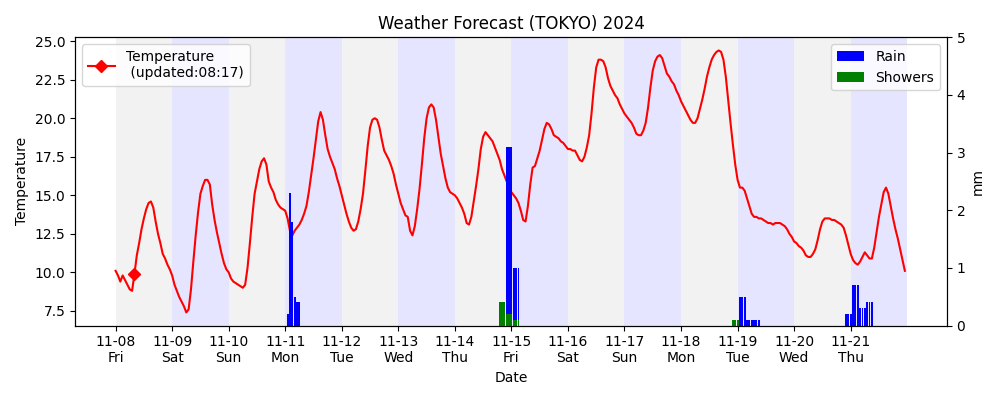 Weather Forecast (TOKYO) 2024
Temperature
(updated:08:17)
Rain
Showers
25.0
22.5
20.0
17.5
15.0
12.5
10.0
7.5
Temperature
5
4
3
2
1
0
mm
11-08 11-09 11-10 11-11 11-12 11-13 11-14 11-15 11-16 11-17 11-18 11-19 11-20 11-21
Fri Sat Sun Mon Tue Wed Thu Fri Sat Sun Mon Tue Wed Thu
Date